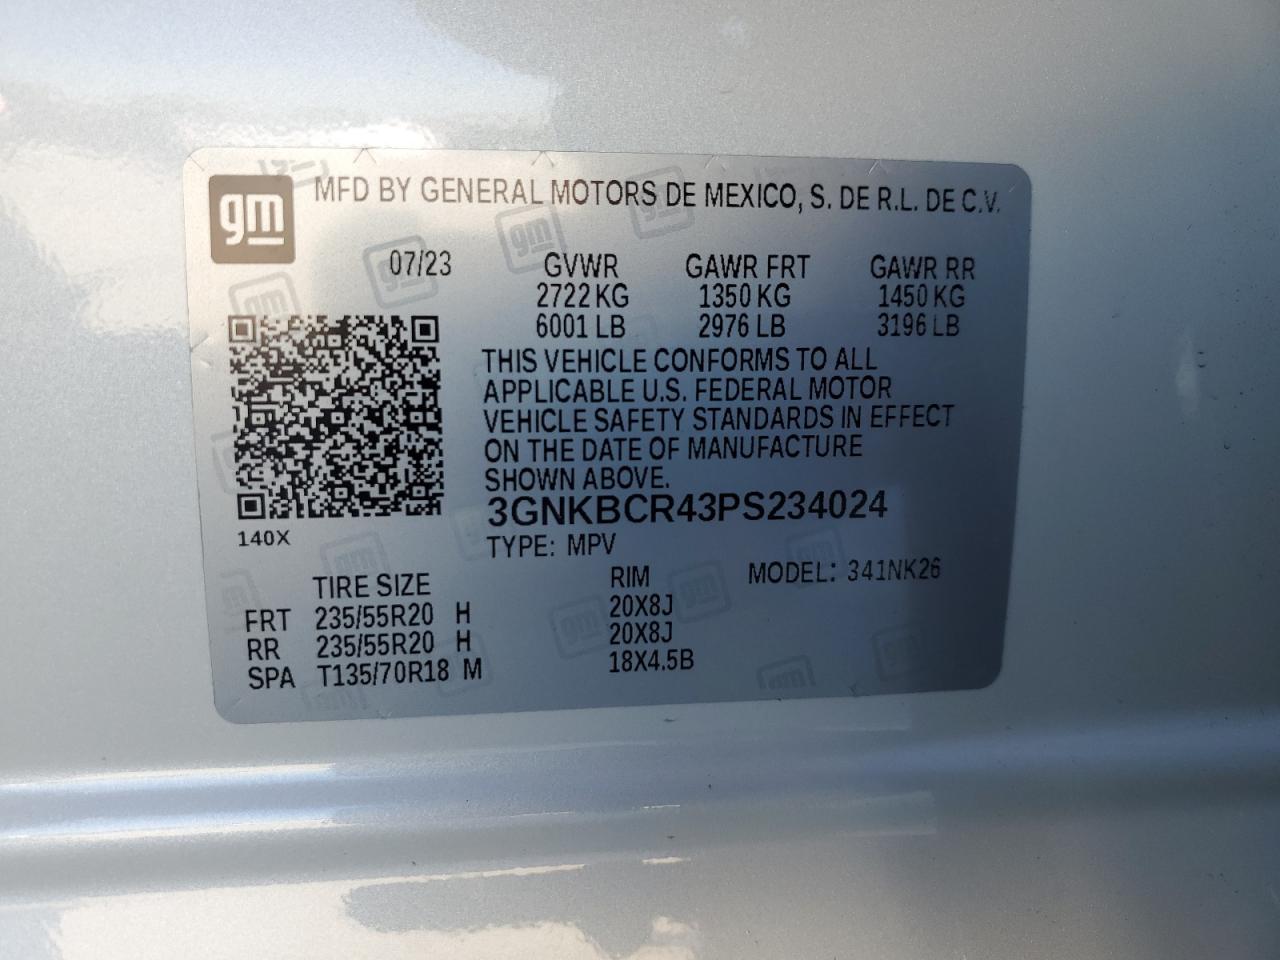 gm MFD BY GENERAL MOTORS DE MEXICO, S. DE R.L. DE C.V.
07/23 GVWR GAWR FRT GAWR RR
2722 KG 1350 KG 1450 KG
6001 LB 2976 LB 3196 LB
THIS VEHICLE CONFORMS TO ALL
APPLICABLE U.S. FEDERAL MOTOR
VEHICLE SAFETY STANDARDS IN EFFECT
ON THE DATE OF MANUFACTURE
SHOWN ABOVE.
3GNKBCR43PS234024
140X
TYPE: MPV
TIRE SIZE RIM MODEL: 341NK26
FRT 235/55R20 H 20X8J
RR 235/55R20 H 20X8J
SPA T135/70R18 M 18X4.5B